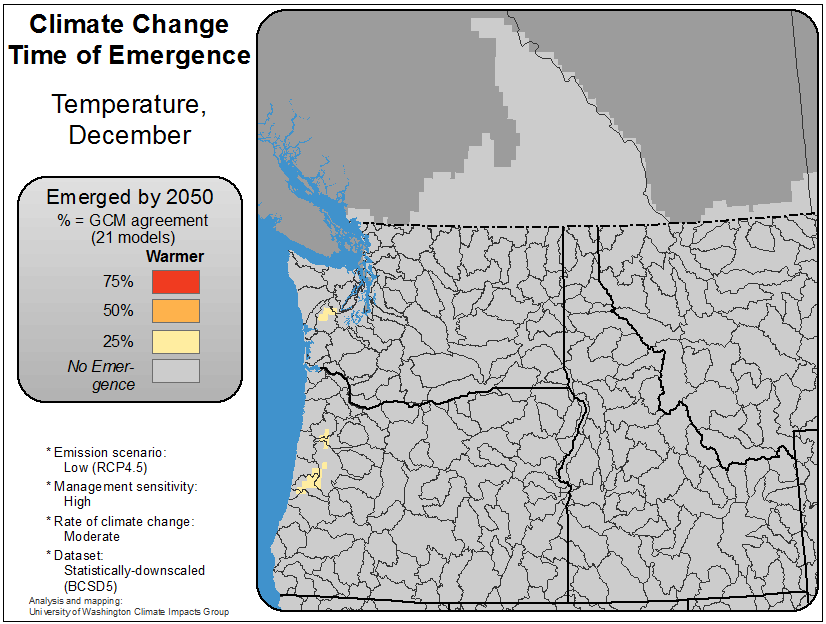 Climate Change
Time of Emergence
Temperature,
December
Emerged by 2050
% = GCM agreement
(21 models)
Warmer
75%
50%
25%
No Emer-
gence
* Emission scenario:
Low (RCP4.5)
* Management sensitivity:
High
* Rate of climate change:
Moderate
* Dataset:
Statistically-downscaled
(BCSD5)
Analysis and mapping:
University of Washington Climate Impacts Group